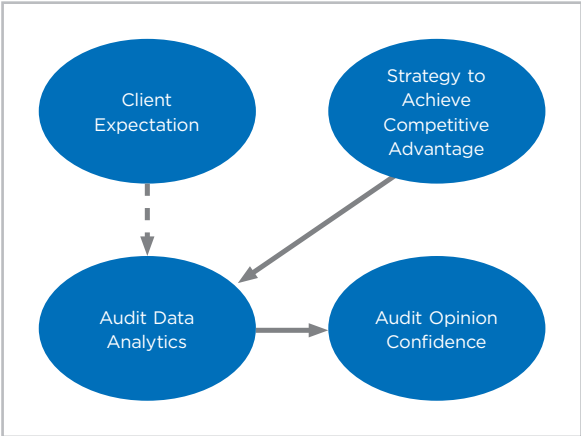 Client
Expectation
Strategy to
Achieve
Competitive
Advantage
Audit Data
Analytics
Audit Opinion
Confidence